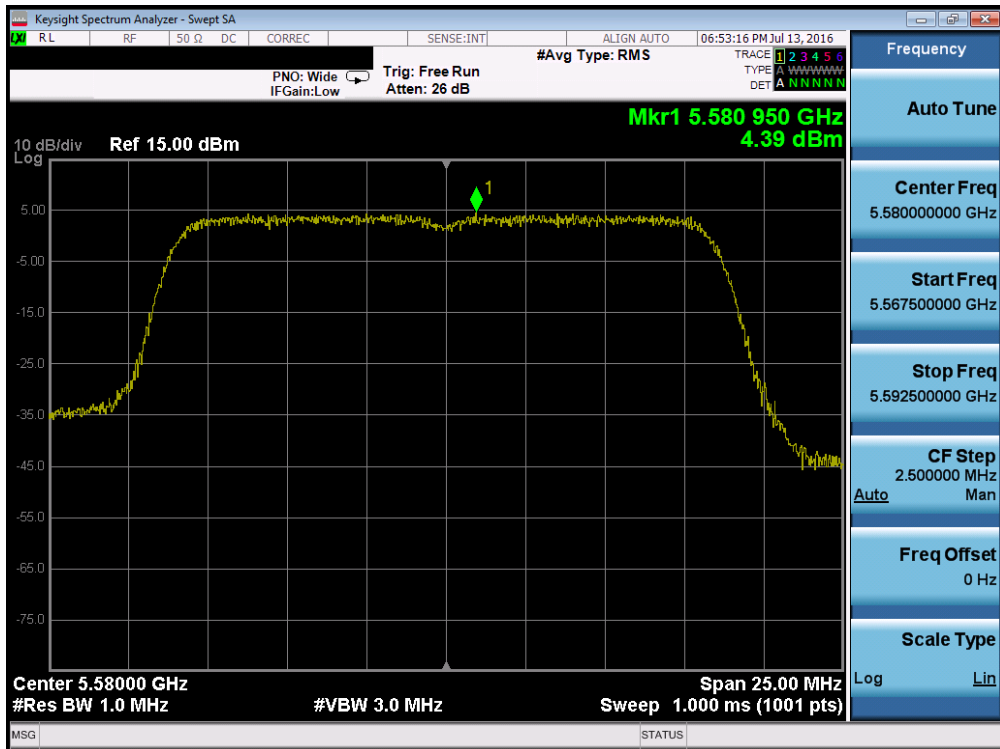 Keysight Spectrum Analyzer - Swept SA
LXI RL RF 50 Ω DC CORREC SENSE:INT ALIGN AUTO 06:53:16 PM Jul 13, 2016
PNO: Wide Trig: Free Run #Avg Type: RMS TRACE 1 2 3 4 5 6
IFGain:Low Atten: 26 dB TYPE A WWWWW
DET A N N N N N
Mkr1 5.580 950 GHz
4.39 dBm
10 dB/div Ref 15.00 dBm
Log
1
5.00
-5.00
-15.0
-25.0
-35.0
-45.0
-55.0
-65.0
-75.0
Center 5.58000 GHz Span 25.00 MHz
#Res BW 1.0 MHz #VBW 3.0 MHz Sweep 1.000 ms (1001 pts)
MSG STATUS
Frequency
Auto Tune
Center Freq
5.580000000 GHz
Start Freq
5.567500000 GHz
Stop Freq
5.592500000 GHz
CF Step
2.500000 MHz
Auto Man
Freq Offset
0 Hz
Scale Type
Log Lin